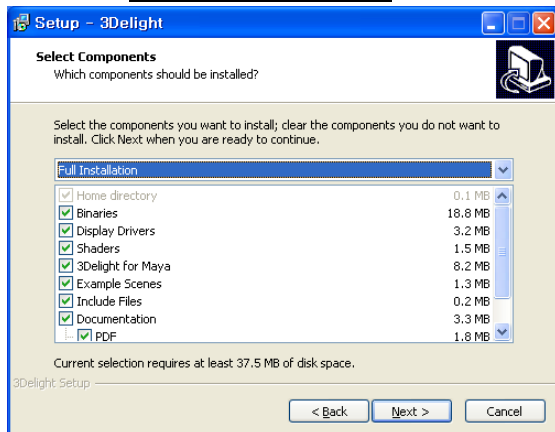 Setup - 3Delight
Select Components
Which components should be installed?
Select the components you want to install; clear the components you do not want to
install. Click Next when you are ready to continue.
Full Installation
Home directory 0.1 MB
Binaries 18.8 MB
Display Drivers 3.2 MB
Shaders 1.5 MB
3Delight for Maya 8.2 MB
Example Scenes 1.3 MB
Include Files 0.2 MB
Documentation 3.3 MB
PDF 1.8 MB
Current selection requires at least 37.5 MB of disk space.
3Delight Setup
< Back Next > Cancel